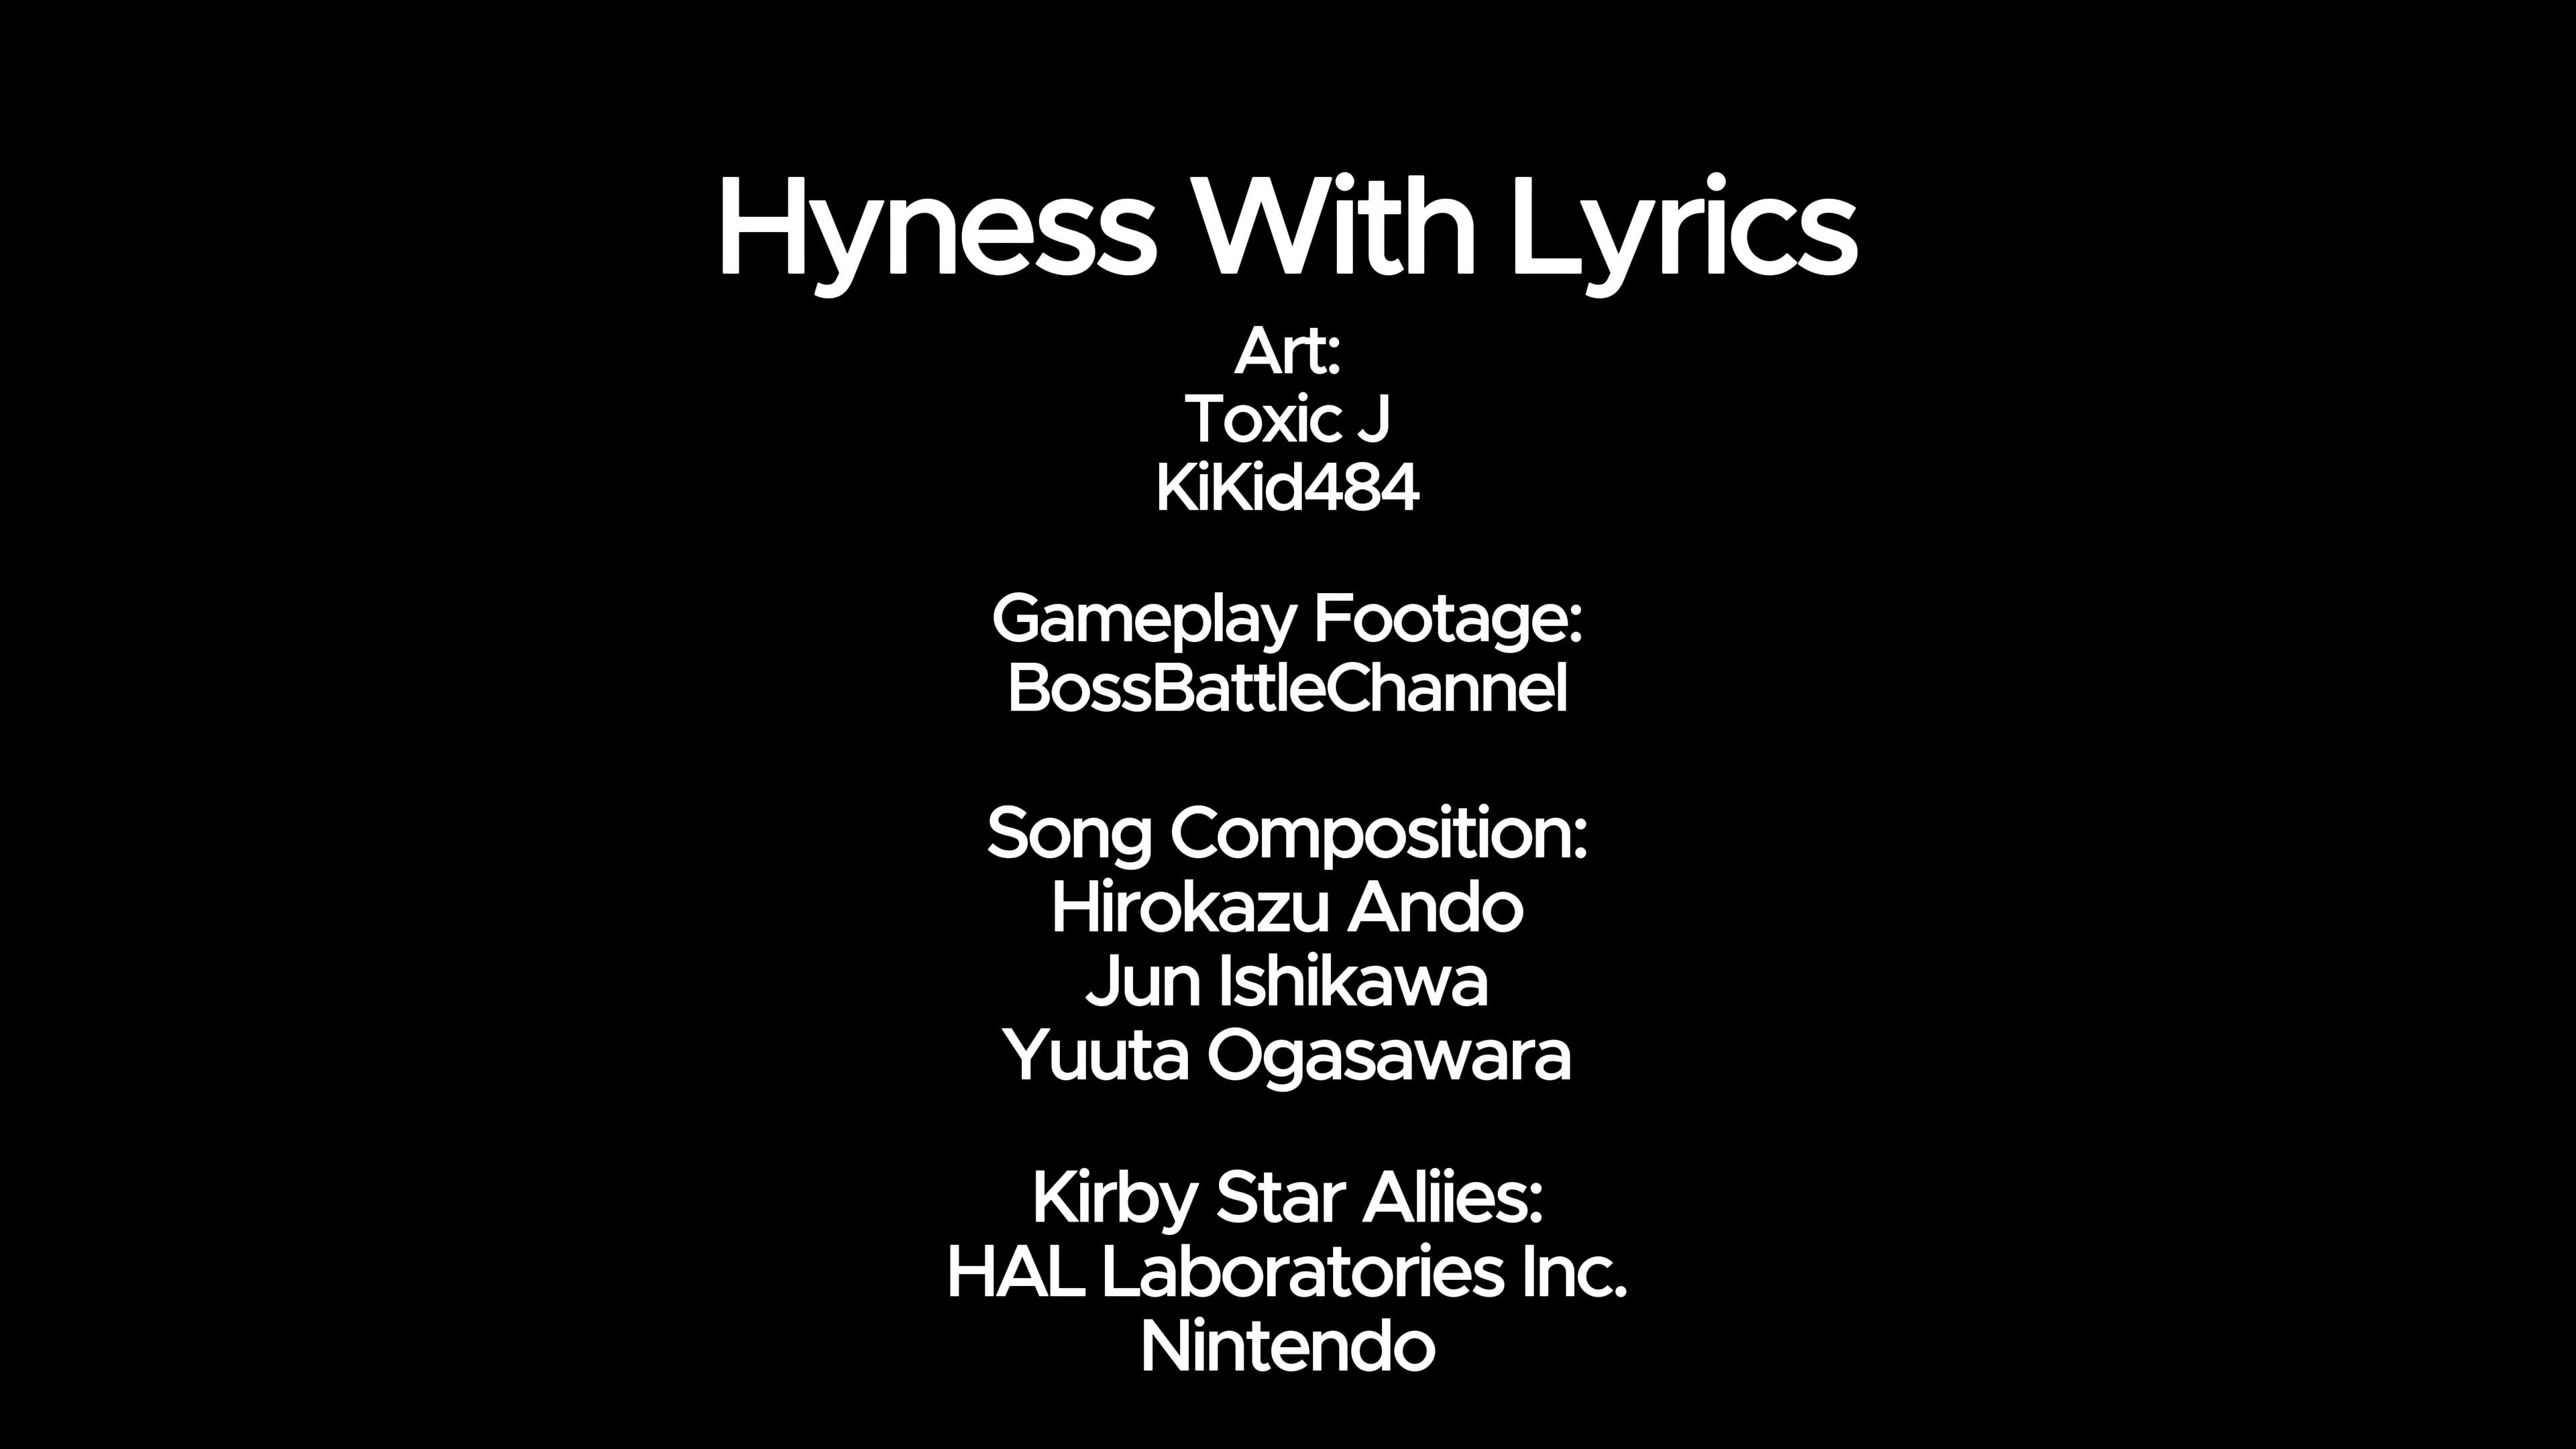 Hyness With Lyrics
Art:
Toxic J
KiKid484
Gameplay Footage:
BossBattleChannel
Song Composition:
Hirokazu Ando
Jun Ishikawa
Yuuta Ogasawara
Kirby Star Aliies:
HAL Laboratories Inc.
Nintendo